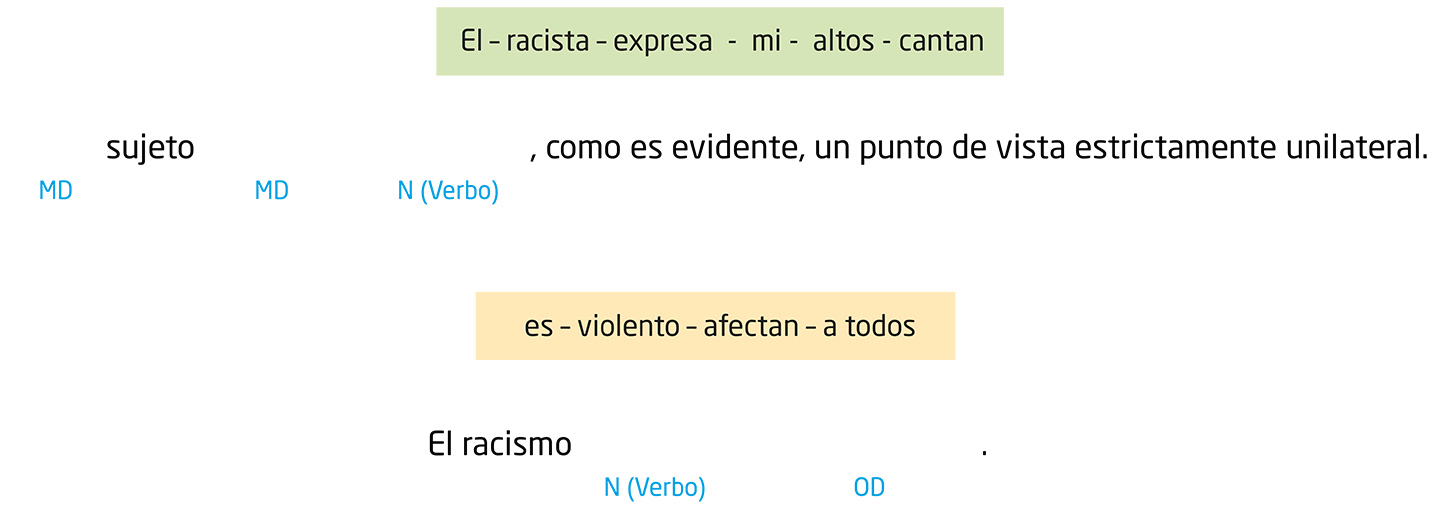 El – racista – expresa - mi - altos - cantan
sujeto , como es evidente, un punto de vista estrictamente unilateral.
MD MD N (Verbo)
es – violento – afectan – a todos
El racismo .
N (Verbo) OD